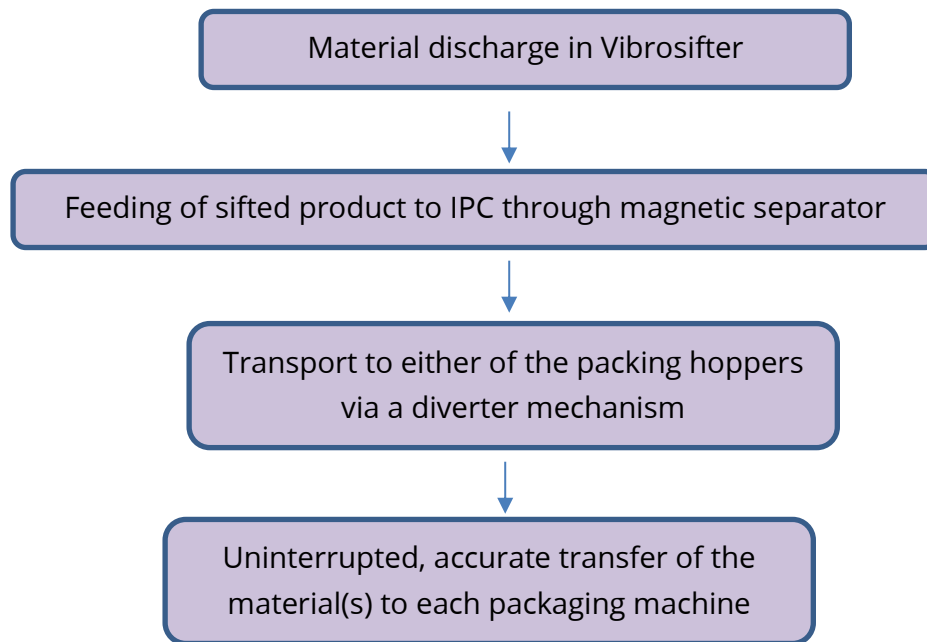 Material discharge in Vibrosifter
Feeding of sifted product to IPC through magnetic separator
Transport to either of the packing hoppers
via a diverter mechanism
Uninterrupted, accurate transfer of the
material(s) to each packaging machine